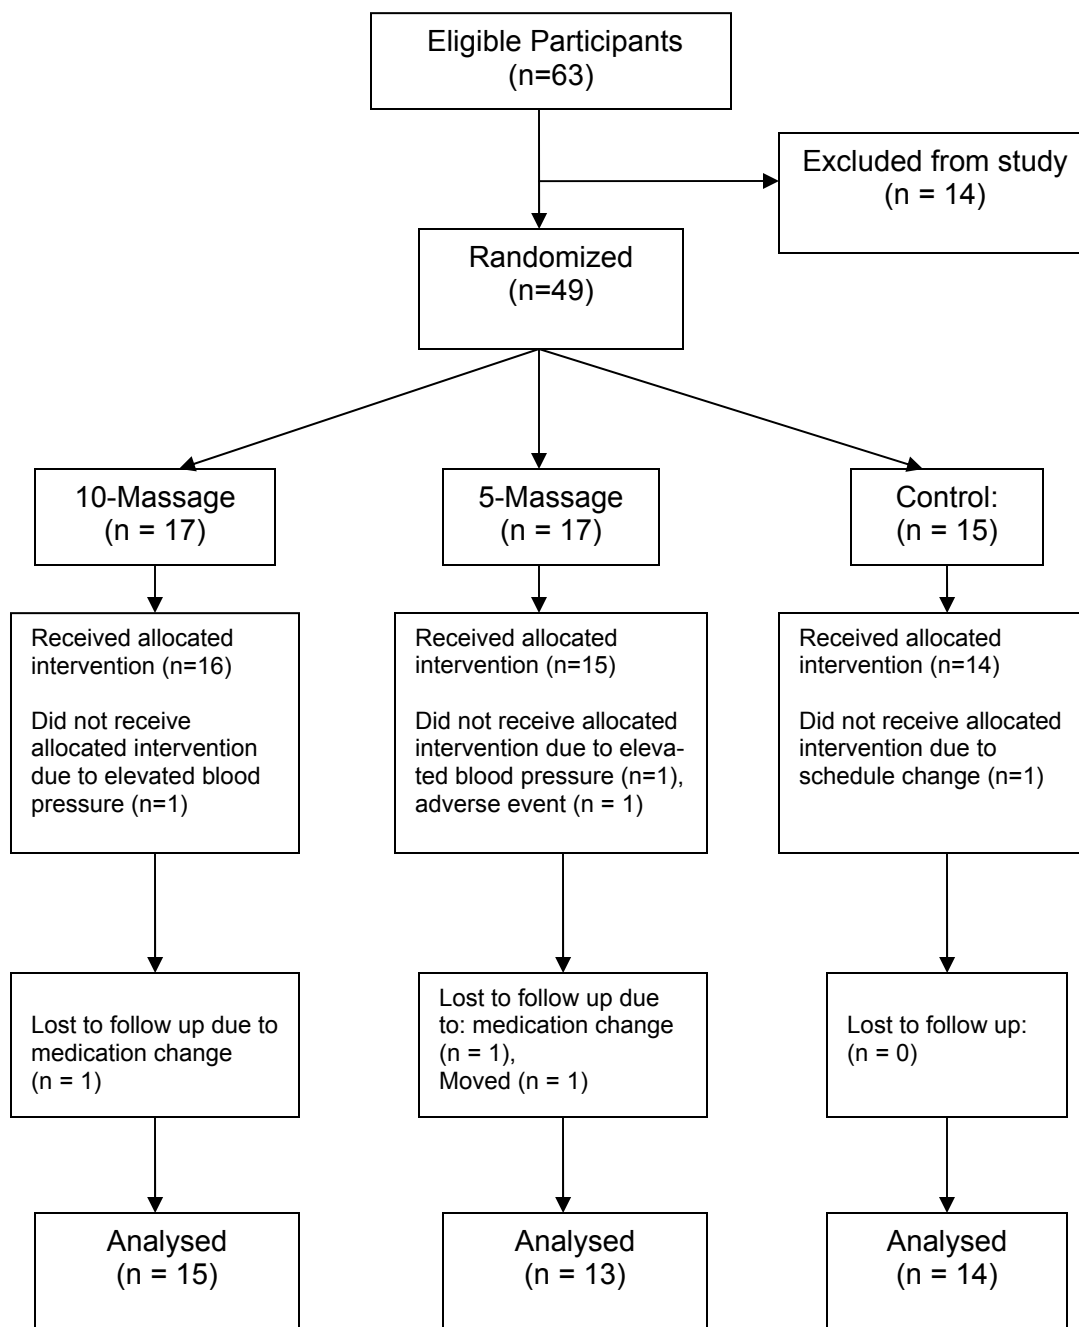 Eligible Participants
(n=63)
Excluded from study
(n = 14)
Randomized
(n=49)
10-Massage
(n = 17)
5-Massage
(n = 17)
Control:
(n = 15)
Received allocated
intervention (n=16)
Did not receive
allocated intervention
due to elevated blood
pressure (n=1)
Received allocated
intervention (n=15)
Did not receive allocated
intervention due to eleva-
ted blood pressure (n=1),
adverse event (n = 1)
Received allocated
intervention (n=14)
Did not receive allocated
intervention due to
schedule change (n=1)
Lost to follow up due to
medication change
(n = 1)
Lost to follow up due
to: medication change
(n = 1),
Moved (n = 1)
Lost to follow up:
(n = 0)
Analysed
(n = 15)
Analysed
(n = 13)
Analysed
(n = 14)